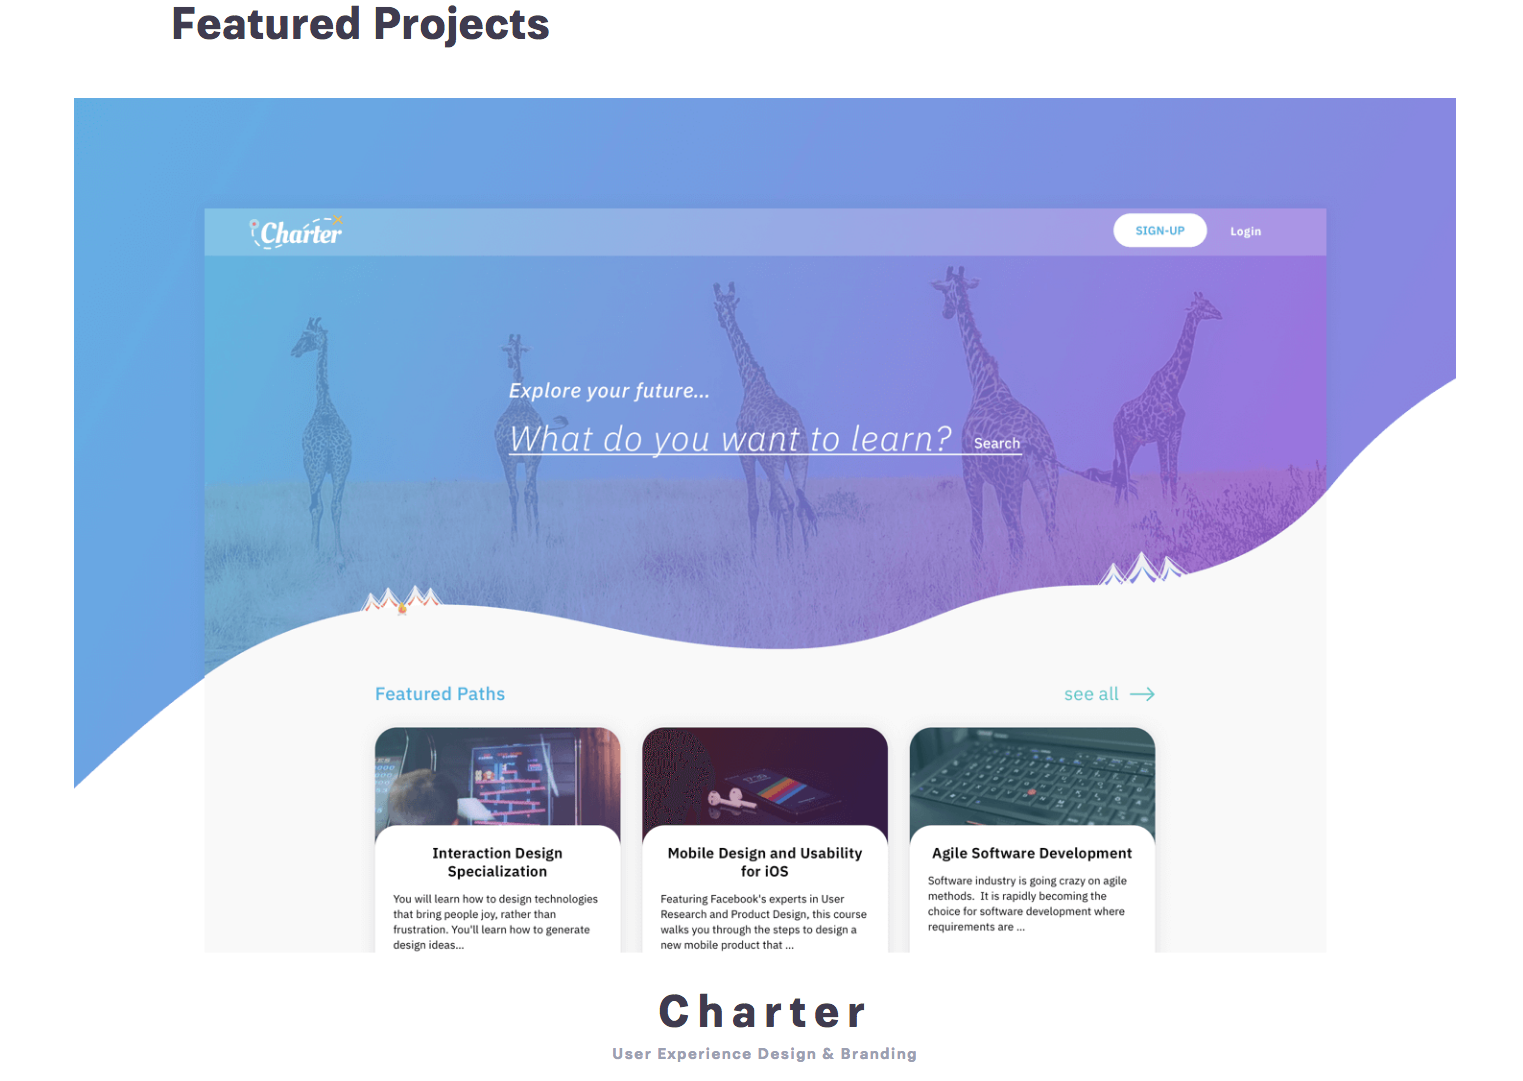 Featured Projects
Charter
SIGN-UP
Login
Explore your future...
What do you want to learn?
Search
Featured Paths
see all
Interaction Design
Specialization
You will learn how to design technologies
that bring people joy, rather than
frustration. You'll learn how to generate
design ideas...
Mobile Design and Usability
for iOS
Featuring Facebook's experts in User
Research and Product Design, this course
walks you through the steps to design a
new mobile product that ...
Agile Software Development
Software industry is going crazy on agile
methods.  It is rapidly becoming the
choice for software development where
requirements are ...
Charter
User Experience Design & Branding